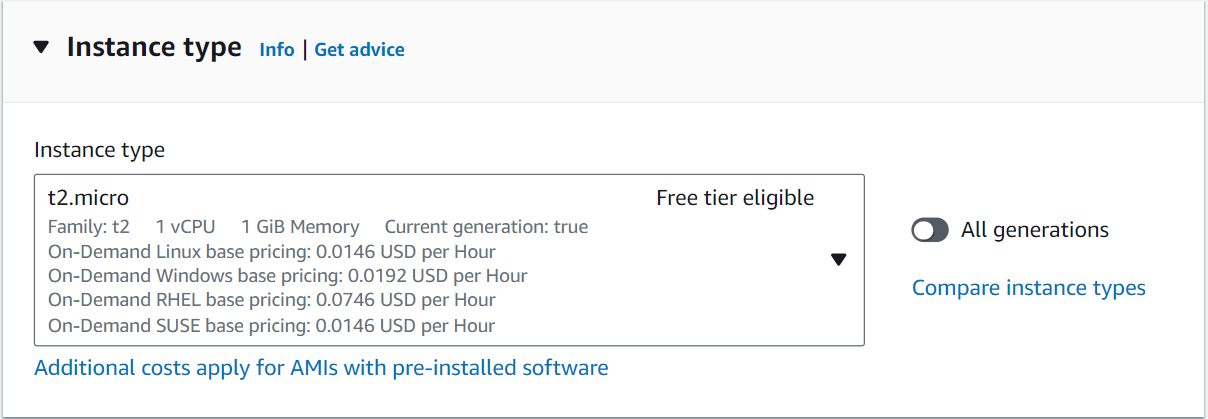 Instance type Info | Get advice
Instance type
t2.micro Free tier eligible
Family: t2 1 vCPU 1 GiB Memory Current generation: true
On-Demand Linux base pricing: 0.0146 USD per Hour
On-Demand Windows base pricing: 0.0192 USD per Hour
On-Demand RHEL base pricing: 0.0746 USD per Hour
On-Demand SUSE base pricing: 0.0146 USD per Hour
All generations
Compare instance types
Additional costs apply for AMIs with pre-installed software